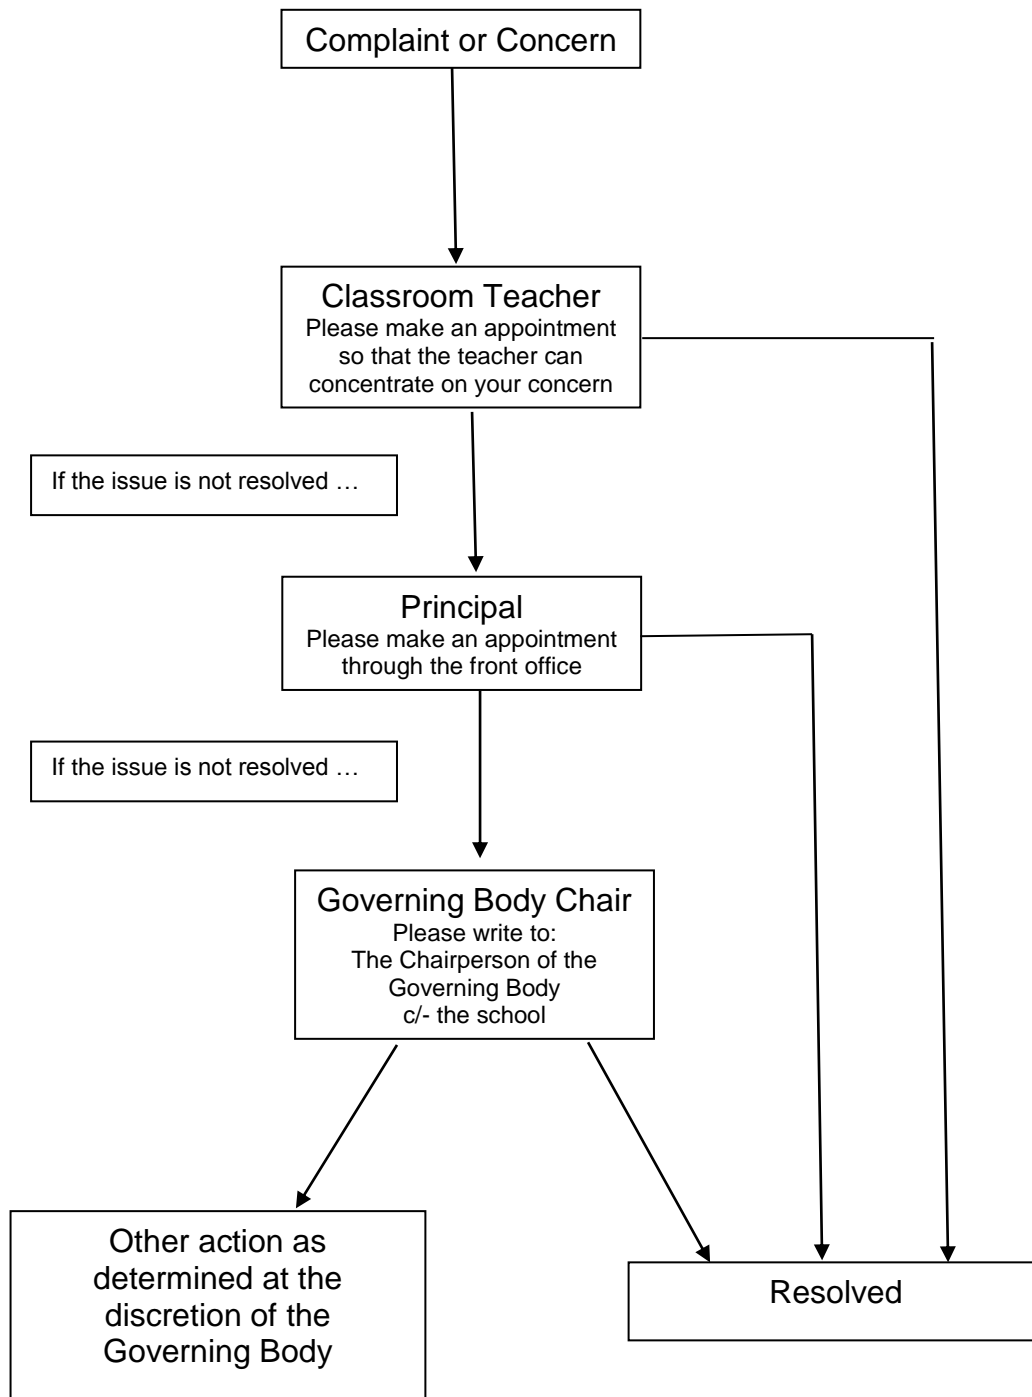 Complaint or Concern
Classroom Teacher
Please make an appointment
so that the teacher can
concentrate on your concern
If the issue is not resolved …
Principal
Please make an appointment
through the front office
If the issue is not resolved …
Governing Body Chair
Please write to:
The Chairperson of the
Governing Body
c/- the school
Other action as
determined at the
discretion of the
Governing Body
Resolved